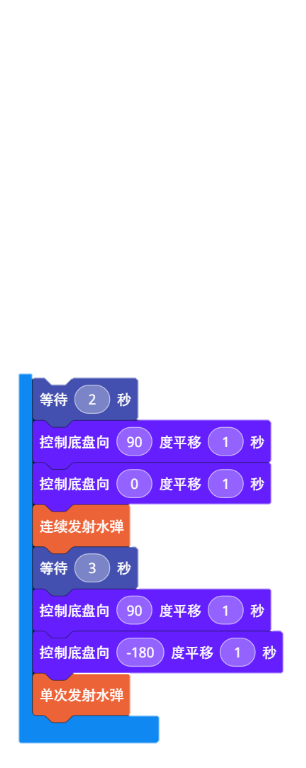 等待 2 秒
控制底盘向 90 度平移 1 秒
控制底盘向 0 度平移 1 秒
连续发射水弹
等待 3 秒
控制底盘向 90 度平移 1 秒
控制底盘向 -180 度平移 1 秒
单次发射水弹